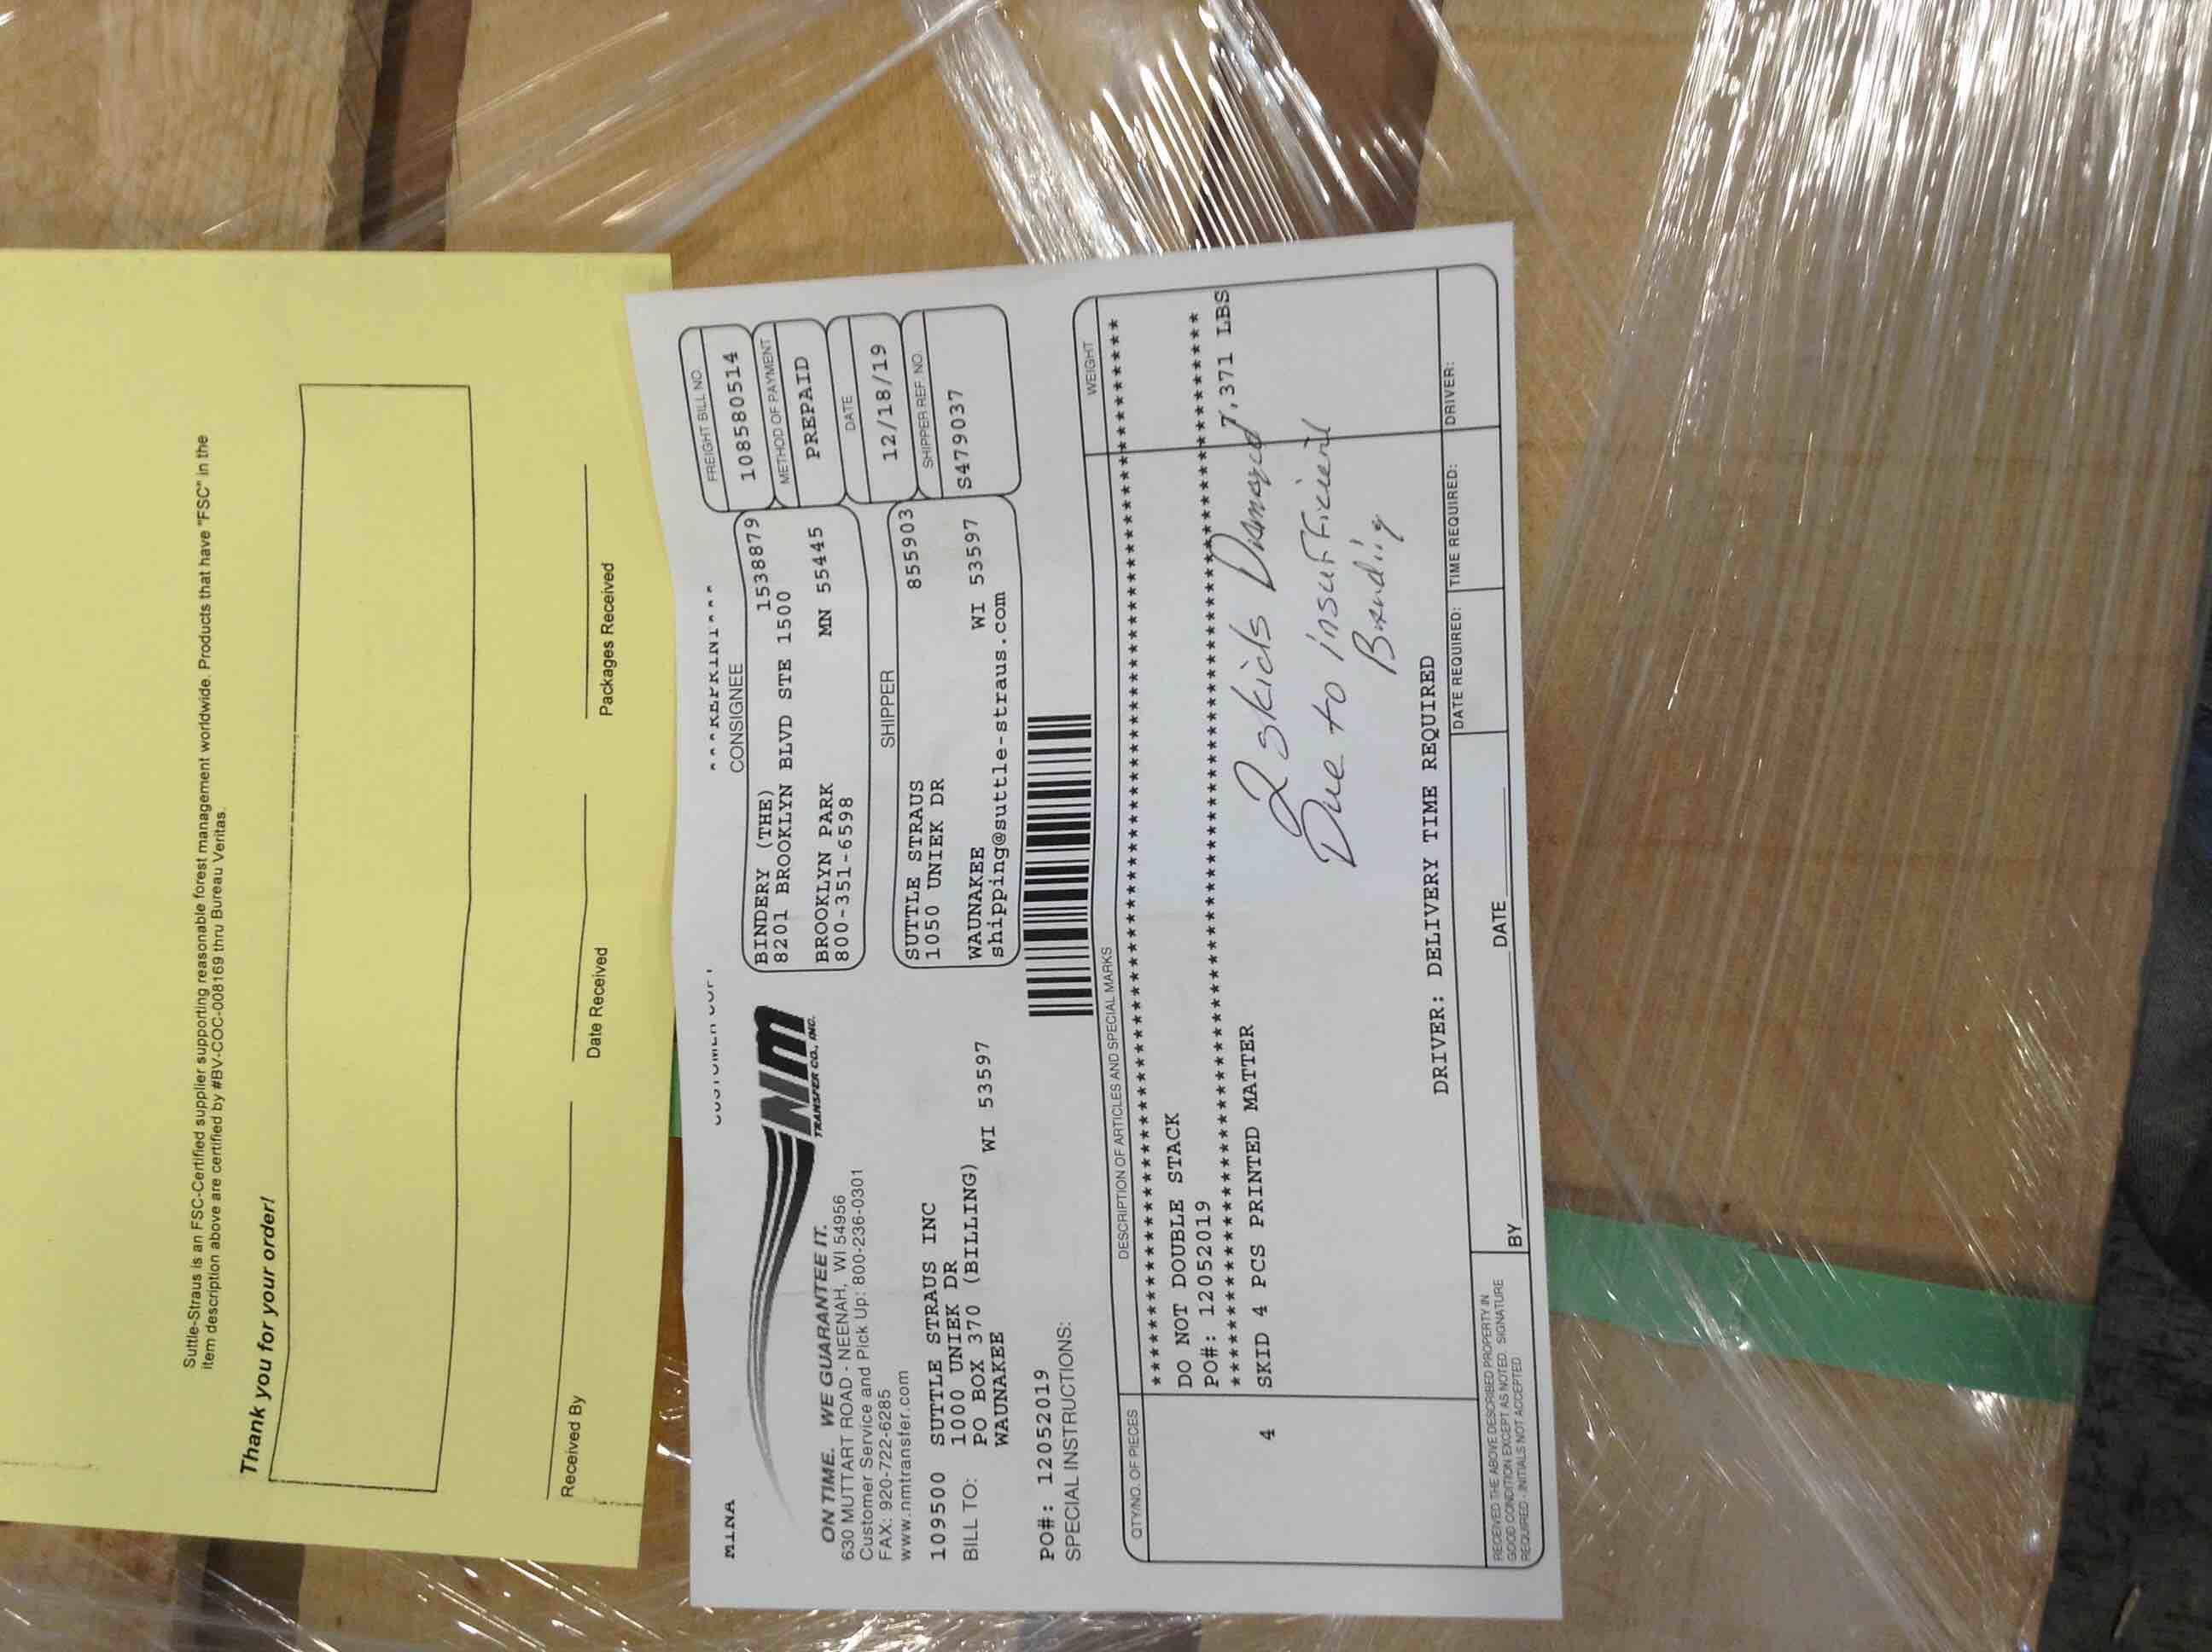 Suttle-Straus is an FSC-Certified supplier supporting reasonable forest management worldwide. Products that have "FSC" in the
item description above are certified by #BV-COC-008169 thru Bureau Veritas.
Thank you for your order!
Received By
Date Received
Packages Received
MINA
NM
TRANSFER CO., INC.
ON TIME. WE GUARANTEE IT.
630 MUTTART ROAD - NEENAH, WI 54956
Customer Service and Pick Up: 800-236-0301
FAX: 920-722-6285
www.nmtransfer.com
109500 SUTTLE STRAUS INC
1000 UNIEK DR
BILL TO: PO BOX 370 (BILLING)
WAUNAKEE WI 53597
PO#: 12052019
SPECIAL INSTRUCTIONS:
CONSIGNEE
BINDERY (THE) 1538879
8201 BROOKLYN BLVD STE 1500
BROOKLYN PARK MN 55445
800-351-6598
SHIPPER
SUTTLE STRAUS 855903
1050 UNIEK DR
WAUNAKEE WI 53597
shipping@suttle-straus.com
FREIGHT BILL NO.
108580514
METHOD OF PAYMENT
PREPAID
DATE
12/18/19
SHIPPER REF NO.
S479037
QTY/NO. OF PIECES DESCRIPTION OF ARTICLES AND SPECIAL MARKS WEIGHT
DO NOT DOUBLE STACK
PO#: 12052019
4 SKID 4 PCS PRINTED MATTER 7,371 LBS
2 skids Damaged
Due to insufficient
Banding
DRIVER: DELIVERY TIME REQUIRED
RECEIVED THE ABOVE DESCRIBED PROPERTY IN
GOOD CONDITION EXCEPT AS NOTED. SIGNATURE
REQUIRED - INITIALS NOT ACCEPTED
BY DATE
DATE REQUIRED: TIME REQUIRED: DRIVER: